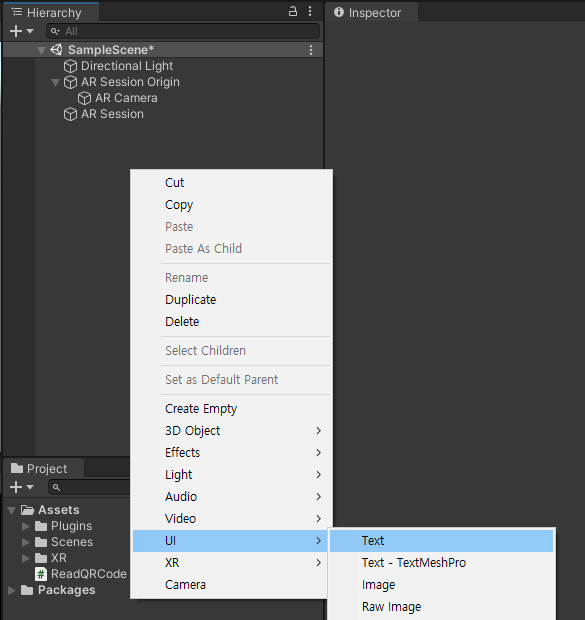 Hierarchy
All
SampleScene*
Directional Light
AR Session Origin
AR Camera
AR Session
Inspector
Cut
Copy
Paste
Paste As Child
Rename
Duplicate
Delete
Select Children
Set as Default Parent
Create Empty
3D Object
Effects
Light
Audio
Video
UI
XR
Camera
Text
Text - TextMeshPro
Image
Raw Image
Project
Assets
Plugins
Scenes
XR
ReadQRCode
Packages